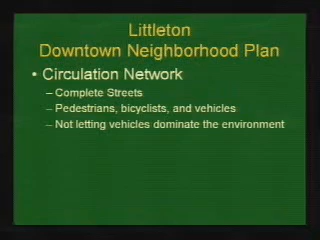 Littleton
Downtown Neighborhood Plan
• Circulation Network
– Complete Streets
– Pedestrians, bicyclists, and vehicles
– Not letting vehicles dominate the environment